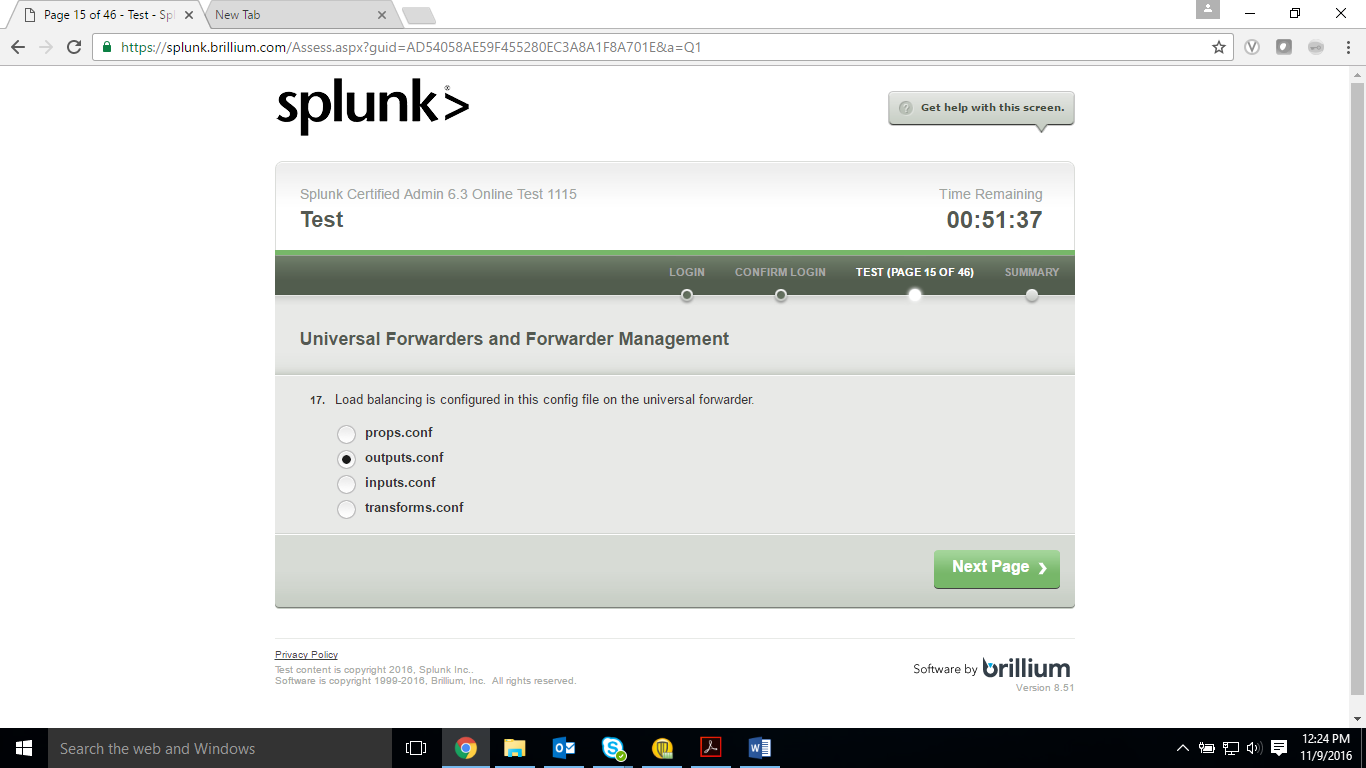 Page 15 of 46 - Test - Spl
New Tab
https://splunk.brillium.com/Assess.aspx?guid=AD54058AE59F455280EC3A8A1F8A701E&a=Q1
splunk>
Get help with this screen.
Splunk Certified Admin 6.3 Online Test 1115
Time Remaining
Test
00:51:37
LOGIN
CONFIRM LOGIN
TEST (PAGE 15 OF 46)
SUMMARY
Universal Forwarders and Forwarder Management
17. Load balancing is configured in this config file on the universal forwarder.
props.conf
outputs.conf
inputs.conf
transforms.conf
Next Page
Privacy Policy
Test content is copyright 2016, Splunk Inc..
Software is copyright 1999-2016, Brillium, Inc. All rights reserved.
Software by brillium
Version 8.51
Search the web and Windows
12:24 PM
11/9/2016